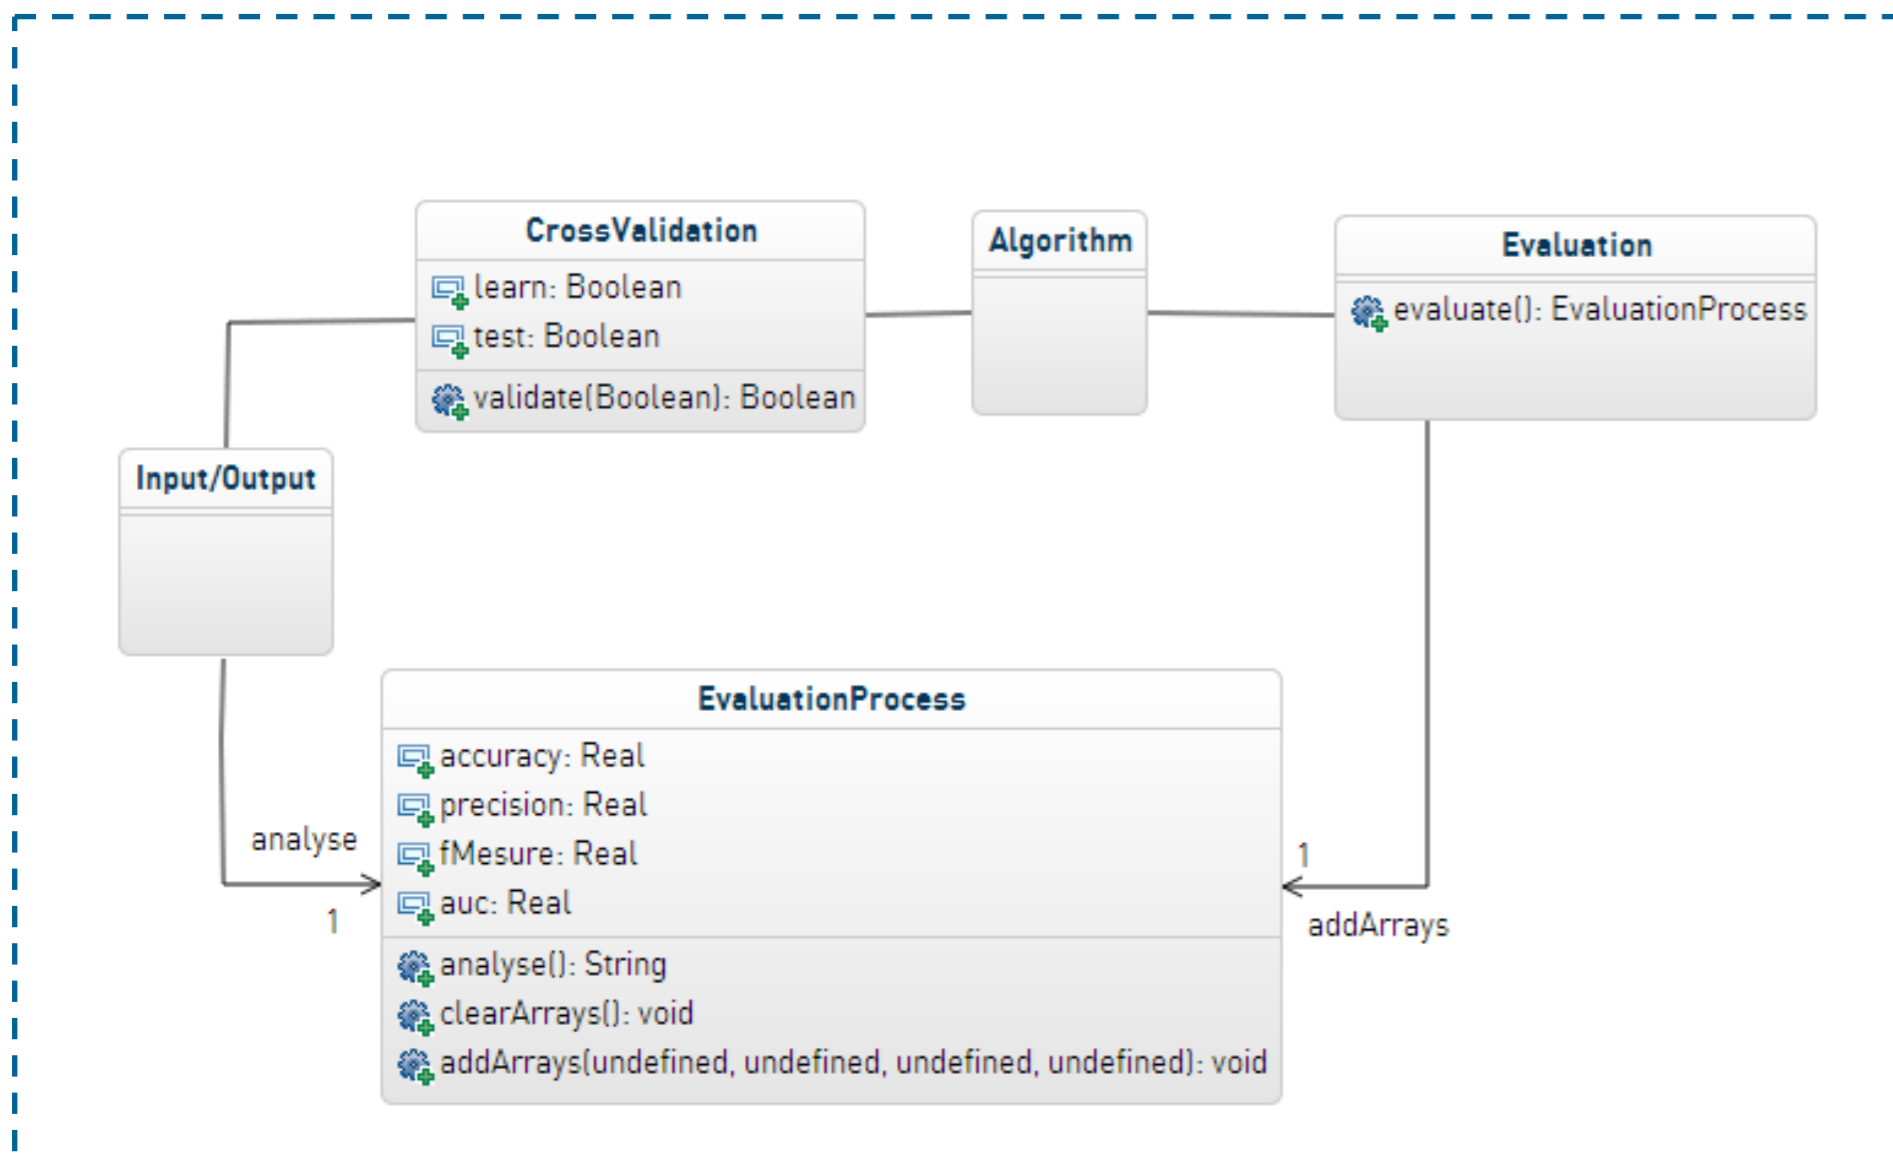 CrossValidation
learn: Boolean
test: Boolean
validate(Boolean): Boolean
Algorithm
Evaluation
evaluate(): EvaluationProcess
Input/Output
analyse
1
EvaluationProcess
accuracy: Real
precision: Real
fMesure: Real
auc: Real
analyse(): String
clearArrays(): void
addArrays(undefined, undefined, undefined, undefined): void
1
addArrays